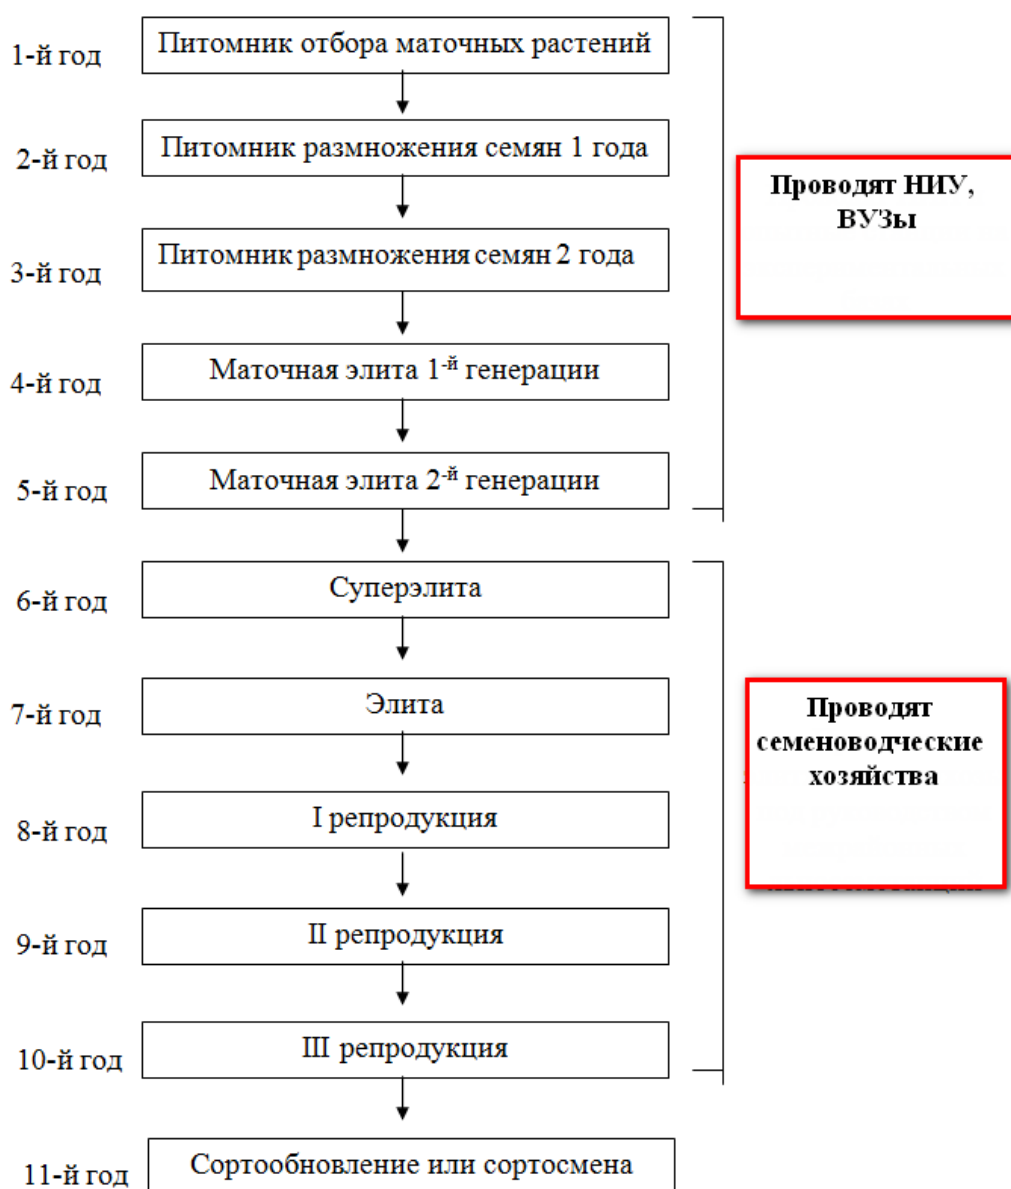 1-й год
Питомник отбора маточных растений
2-й год
Питомник размножения семян 1 года
3-й год
Питомник размножения семян 2 года
4-й год
Маточная элита 1-й генерации
5-й год
Маточная элита 2-й генерации
Проводят НИУ,
ВУЗы
6-й год
Суперэлита
7-й год
Элита
8-й год
I репродукция
9-й год
II репродукция
10-й год
III репродукция
Проводят
семеноводческие
хозяйства
11-й год
Сортообновление или сортосмена